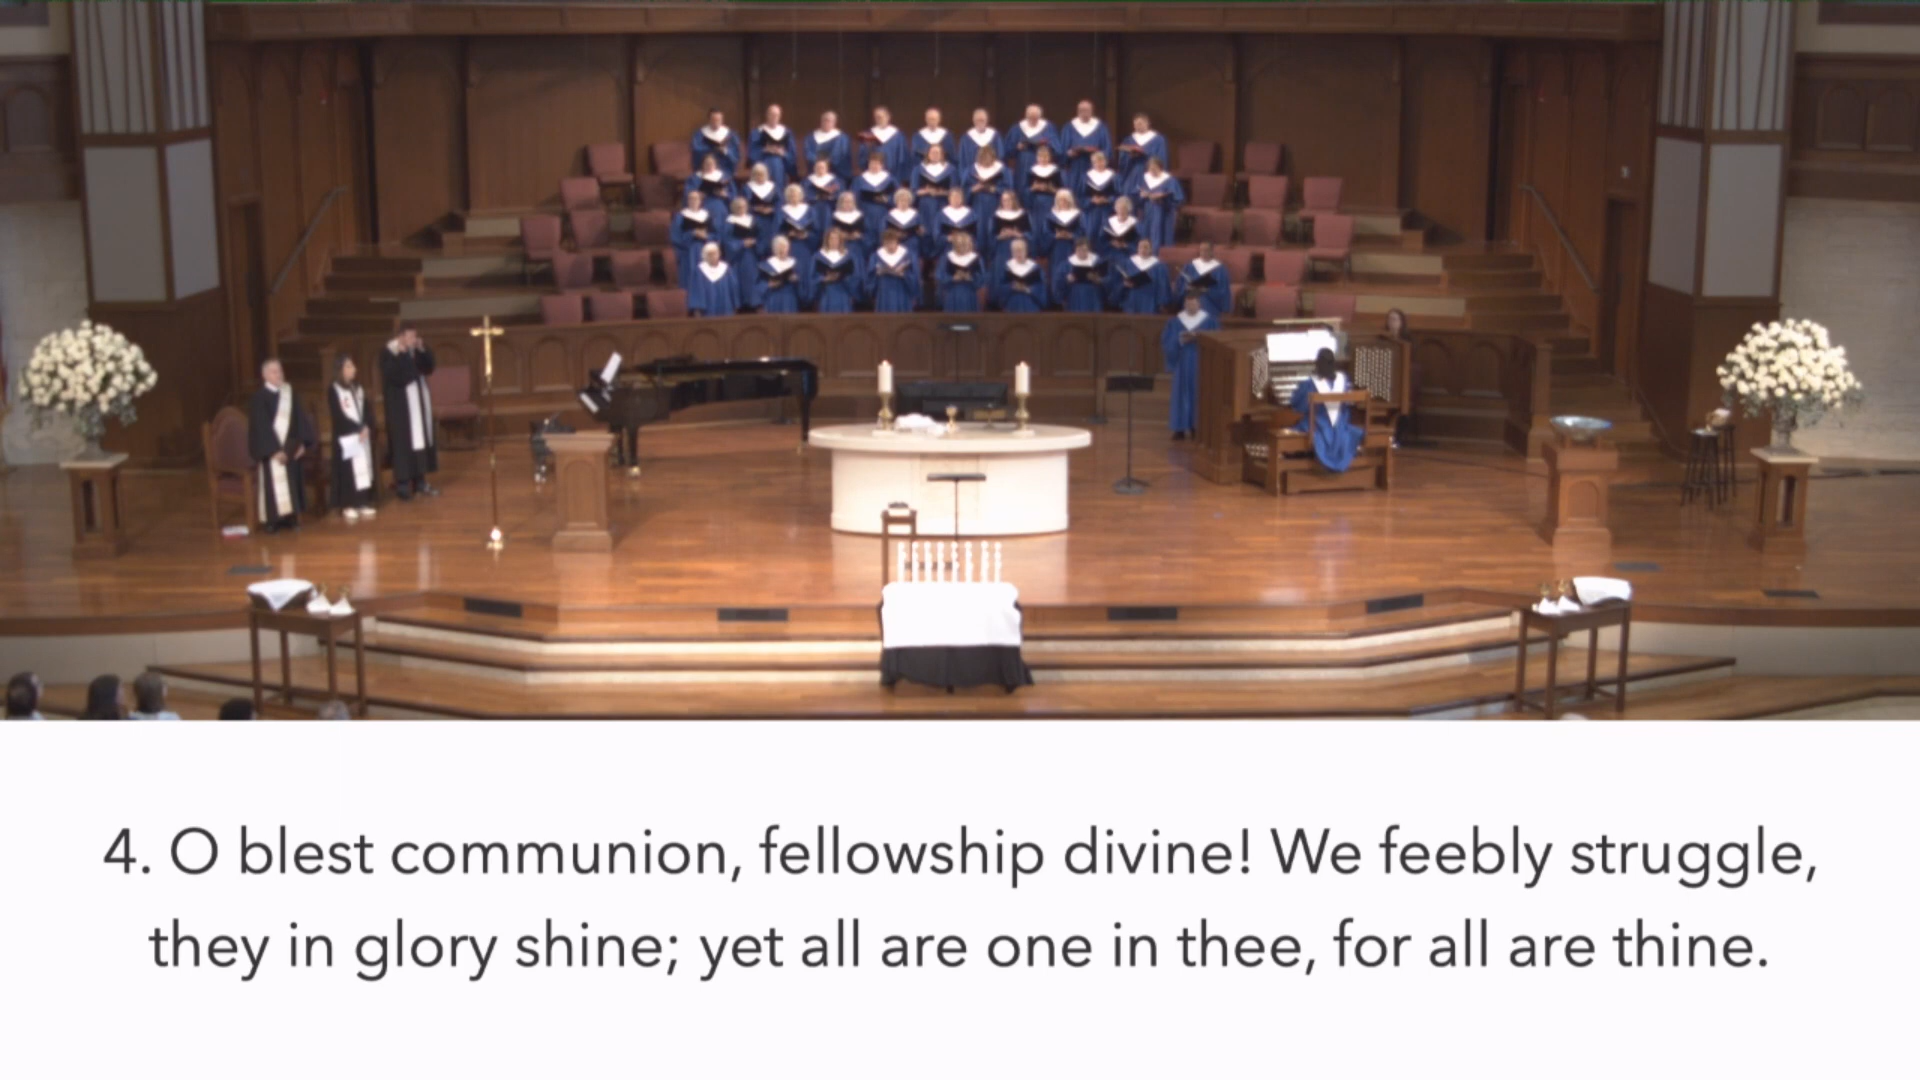 4. O blest communion, fellowship divine! We feebly struggle,
they in glory shine; yet all are one in thee, for all are thine.